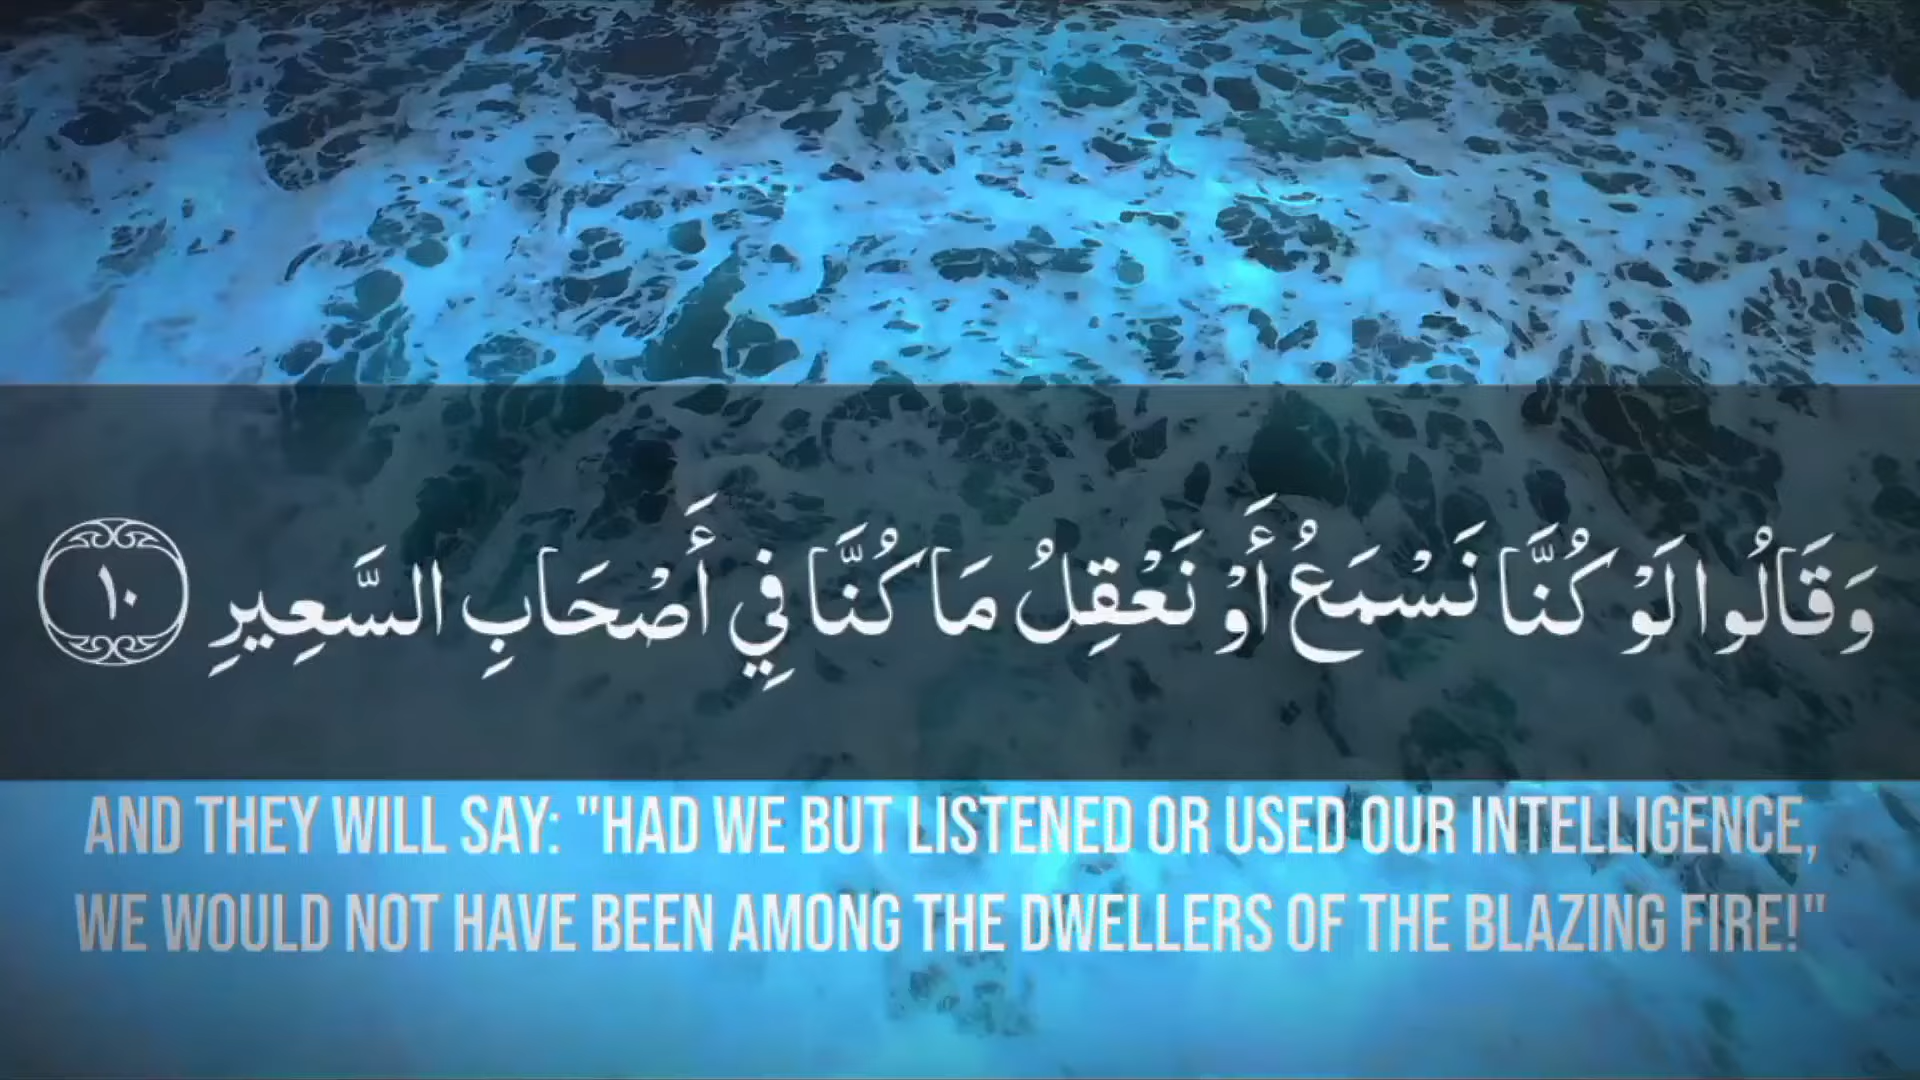 وَقَالُوا لَوْ كُنَّا نَسْمَعُ أَوْ نَعْقِلُ مَا كُنَّا فِي أَصْحَابِ السَّعِيرِ ١٠
AND THEY WILL SAY: "HAD WE BUT LISTENED OR USED OUR INTELLIGENCE,
WE WOULD NOT HAVE BEEN AMONG THE DWELLERS OF THE BLAZING FIRE!"